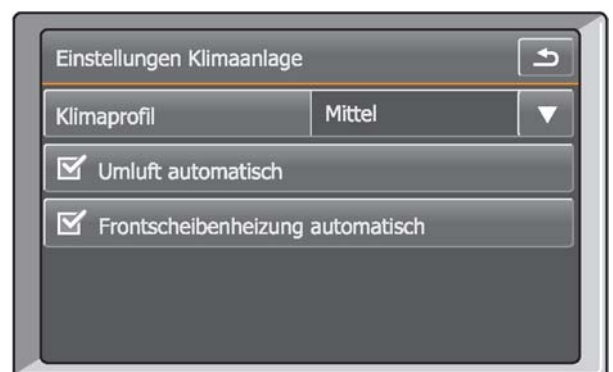 Einstellungen Klimaanlage
Klimaprofil Mittel
Umluft automatisch
Frontscheibenheizung automatisch